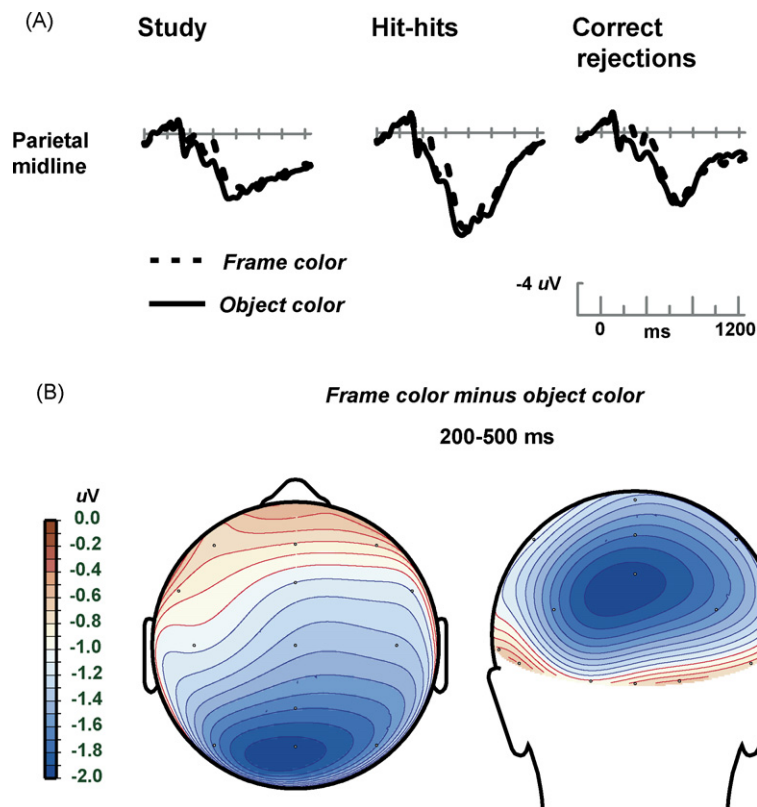 (A)
Study
Hit-hits
Correct
rejections
Parietal
midline
Frame color
Object color
-4 uV
0
ms
1200
(B)
Frame color minus object color
200-500 ms
uV
0.0
-0.2
-0.4
-0.6
-0.8
-1.0
-1.2
-1.4
-1.6
-1.8
-2.0